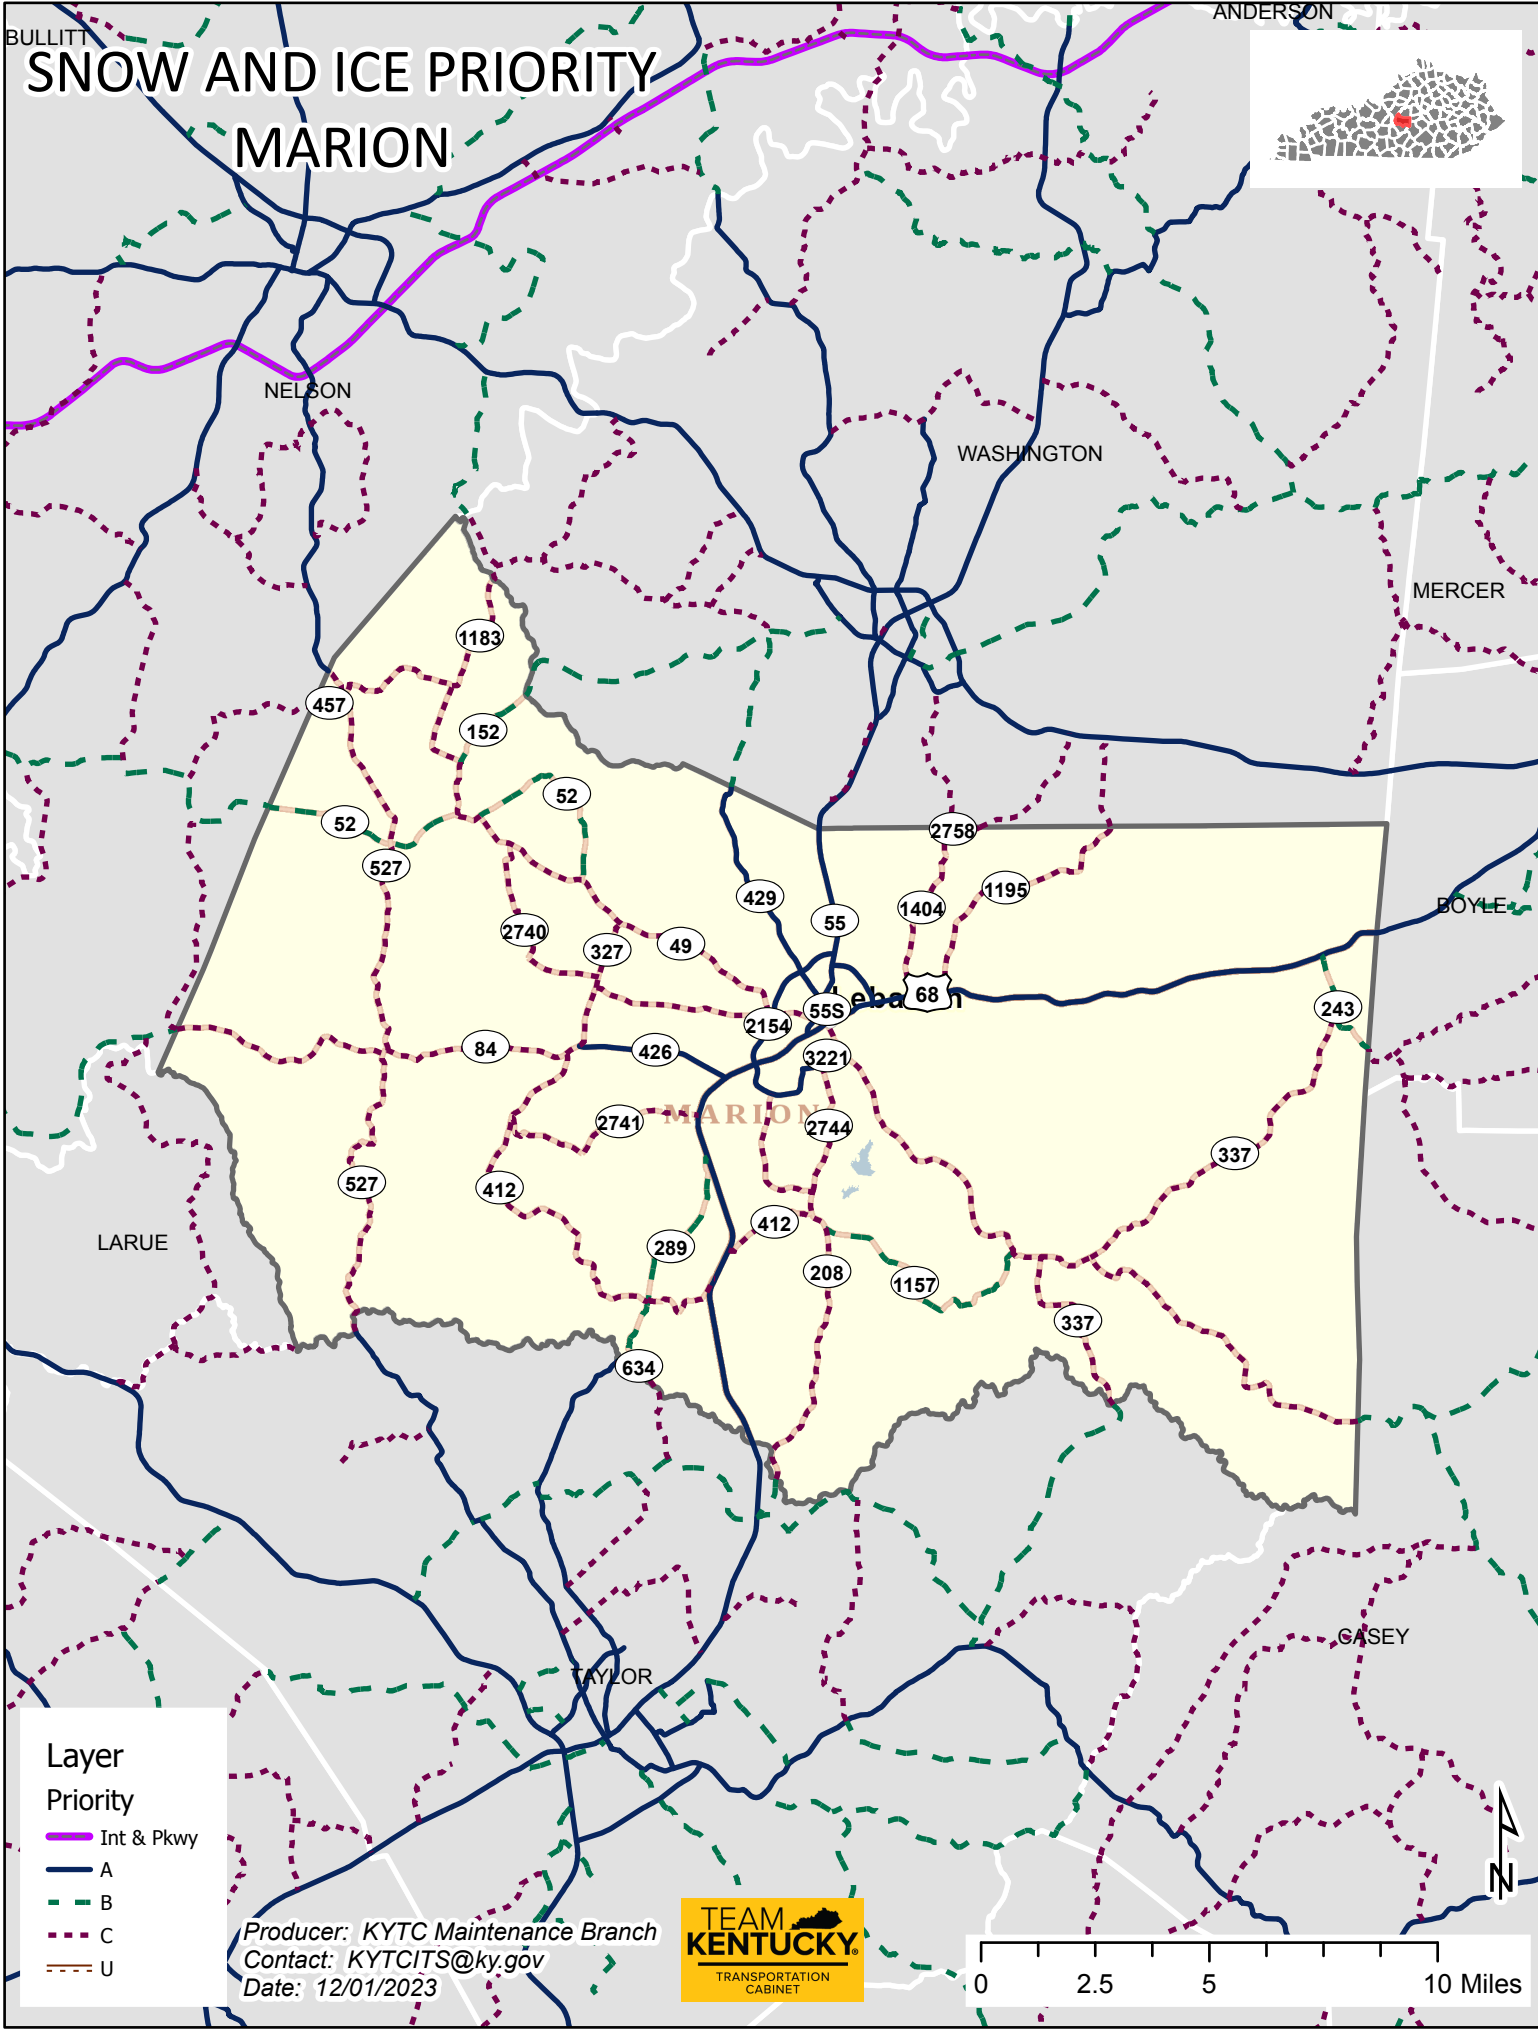 ANDERSON
BULLITT
SNOW AND ICE PRIORITY
MARION
NELSON
WASHINGTON
MERCER
1183
457
152
52
52
2758
527
1195
429
BOYLE
1404
55
2740
49
327
68
Lebanon
243
55S
2154
84
426
3221
MARION
2741
2744
337
527
412
412
LARUE
289
208
1157
337
634
CASEY
TAYLOR
Layer
Priority
Int & Pkwy
A
B
C
U
Producer: KYTC Maintenance Branch
Contact: KYTCITS@ky.gov
Date: 12/01/2023
TEAM
KENTUCKY®
TRANSPORTATION
CABINET
N
0 2.5 5 10 Miles